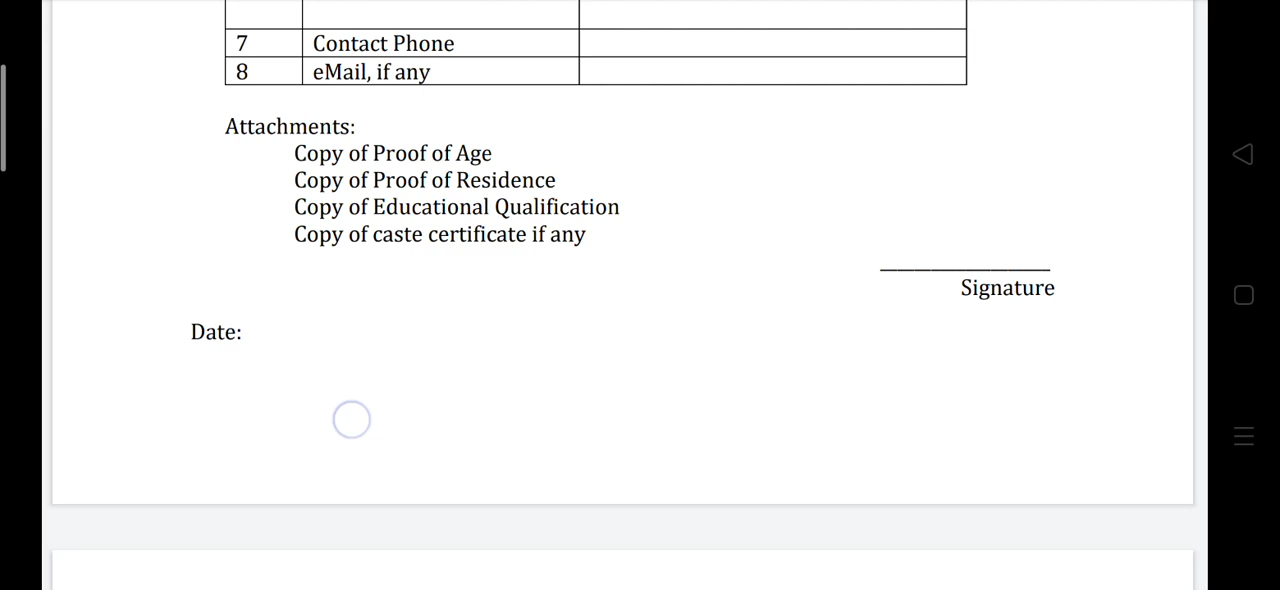 7 Contact Phone
8 eMail, if any
Attachments:
Copy of Proof of Age
Copy of Proof of Residence
Copy of Educational Qualification
Copy of caste certificate if any
Signature
Date: